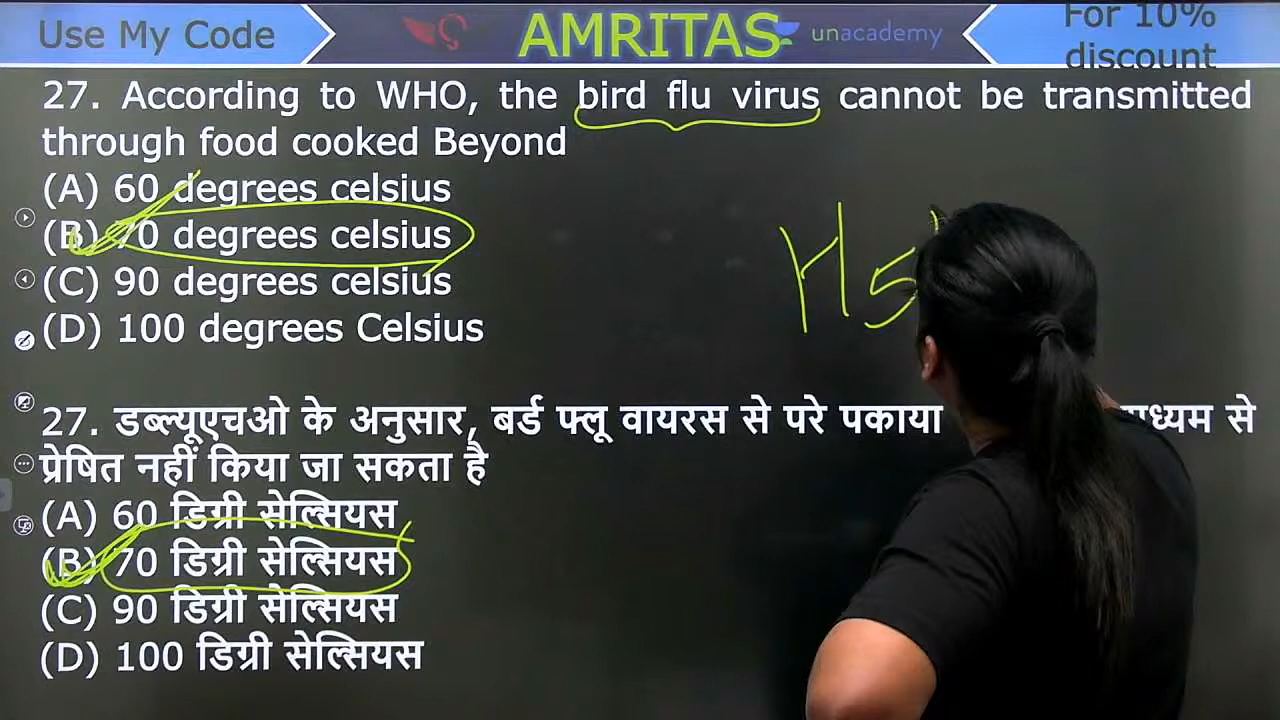 Use My Code
AMRITAS
unacademy
For 10%
discount
27. According to WHO, the bird flu virus cannot be transmitted
through food cooked Beyond
(A) 60 degrees celsius
(B) 70 degrees celsius
(C) 90 degrees celsius
(D) 100 degrees Celsius
H5
27. डब्ल्यूएचओ के अनुसार, बर्ड फ्लू वायरस से परे पकाया से
प्रेषित नहीं किया जा सकता है
(A) 60 डिग्री सेल्सियस
(B) 70 डिग्री सेल्सियस
(C) 90 डिग्री सेल्सियस
(D) 100 डिग्री सेल्सियस